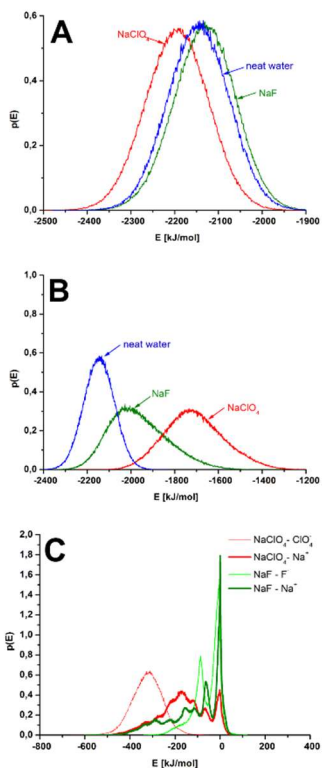 A
0,6
0,4
0,2
0,0
p(E)
NaClO₄
neat water
NaF
-2500 -2400 -2300 -2200 -2100 -2000 -1900
E [kJ/mol]
B
1,0
0,8
0,6
0,4
0,2
0,0
p(E)
neat water
NaF
NaClO₄
-2400 -2200 -2000 -1800 -1600 -1400 -1200
E [kJ/mol]
C
2,0
1,8
1,6
1,4
1,2
1,0
0,8
0,6
0,4
0,2
0,0
p(E)
NaClO₄- ClO₄⁻
NaClO₄- Na⁺
NaF - F⁻
NaF - Na⁺
-800 -600 -400 -200 0 200 400
E [kJ/mol]